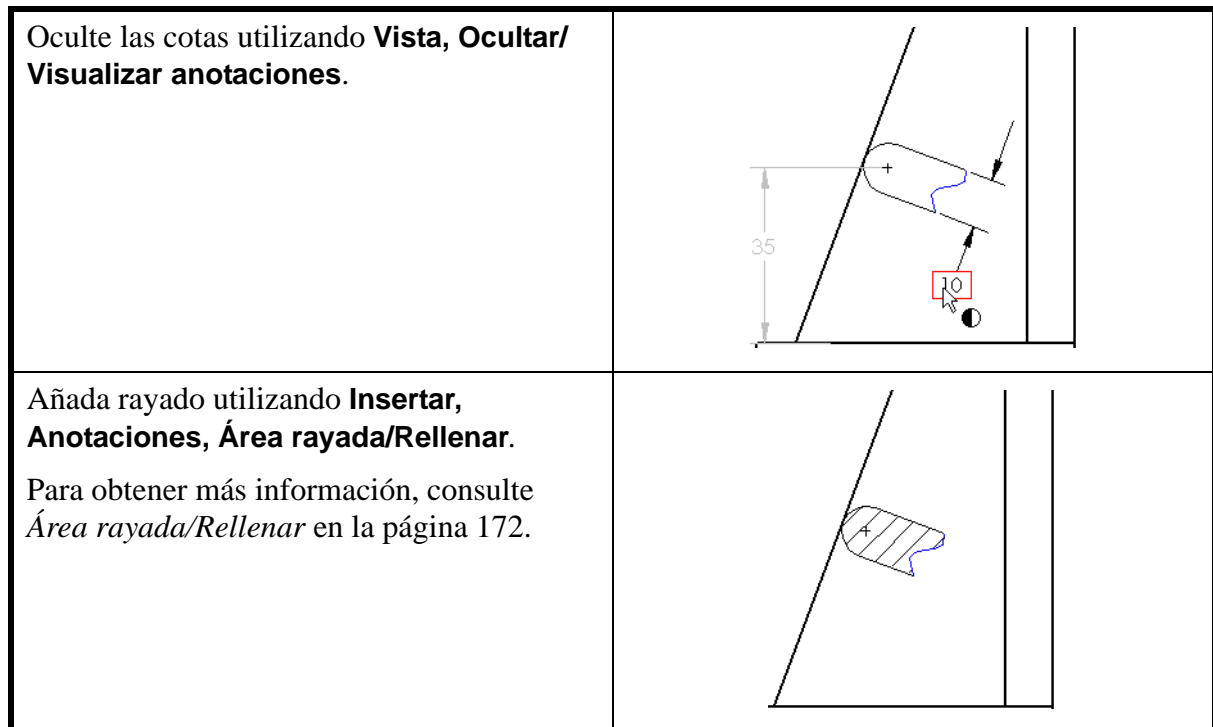 Oculte las cotas utilizando Vista, Ocultar/
Visualizar anotaciones.
35
10
Añada rayado utilizando Insertar,
Anotaciones, Área rayada/Rellenar.
Para obtener más información, consulte
Área rayada/Rellenar en la página 172.